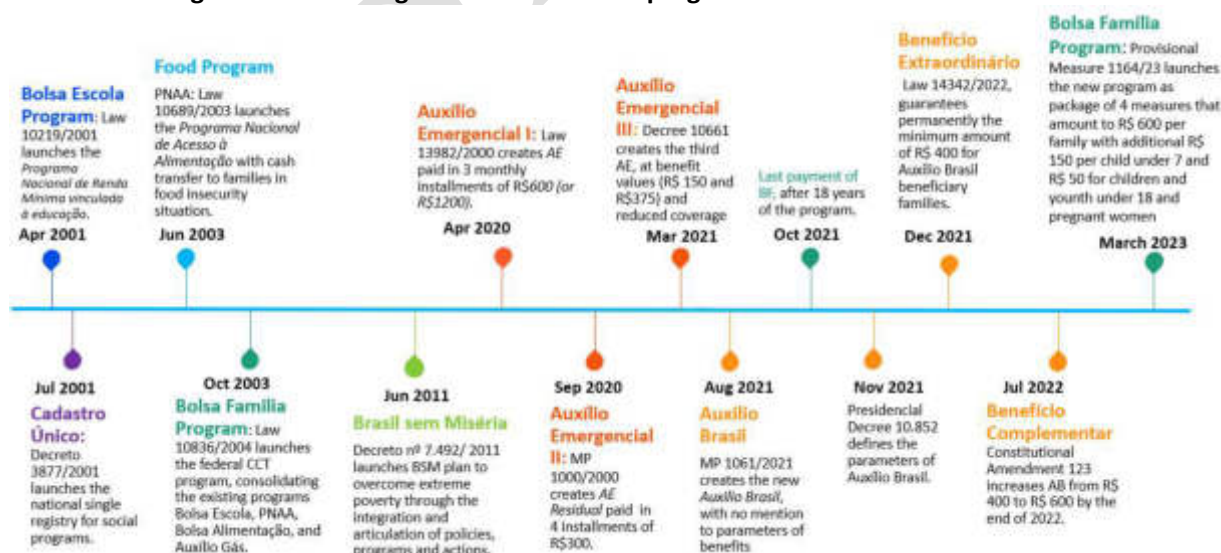 Bolsa Escola
Program: Law
10219/2001
launches the
Programa
Nacional de Renda
Mínima vinculada
à educação.
Apr 2001
Food Program
PNAA: Law
10689/2003 launches
the Programa Nacional
de Acesso à
Alimentação with cash
transfer to families in
food insecurity
situation.
Jun 2003
Auxílio
Emergencial I: Law
13982/2000 creates AE
paid in 3 monthly
installments of R$600 (or
R$1200).
Apr 2020
Auxílio
Emergencial
III: Decree 10661
creates the third
AE, at benefit
values (R$ 150 and
R$375) and
reduced coverage
Mar 2021
Last payment of
BF, after 18 years
of the program.
Oct 2021
Benefício
Extraordinário
Law 14342/2022,
guarantees
permanently the
minimum amount
of R$ 400 for
Auxílio Brasil
beneficiary
families.
Dec 2021
Bolsa Família
Program: Provisional
Measure 1164/23 launches
the new program as
package of 4 measures that
amount to R$ 600 per
family with additional R$
150 per child under 7 and
R$ 50 for children and
younth under 18 and
pregnant women
March 2023
Jul 2001
Cadastro
Único:
Decreto
3877/2001
launches the
national single
registry for social
programs.
Oct 2003
Bolsa Família
Program: Law
10836/2004 launches
the federal CCT
program, consolidating
the existing programs
Bolsa Escola, PNAA,
Bolsa Alimentação, and
Auxílio Gás.
Jun 2011
Brasil sem Miséria
Decreto nº 7.492/ 2011
launches BSM plan to
overcome extreme
poverty through the
integration and
articulation of policies,
programs and actions.
Sep 2020
Auxílio
Emergencial
II: MP
1000/2000
creates AE
Residual paid in
4 installments of
R$300.
Aug 2021
Auxílio
Brasil
MP 1061/2021
creates the new
Auxílio Brasil,
with no mention
to parameters of
benefits
Nov 2021
Presidential
Decree 10.852
defines the
parameters of
Auxílio Brasil.
Jul 2022
Benefício
Complementar
Constitutional
Amendment 123
increases AB from R$
400 to R$ 600 by the
end of 2022.